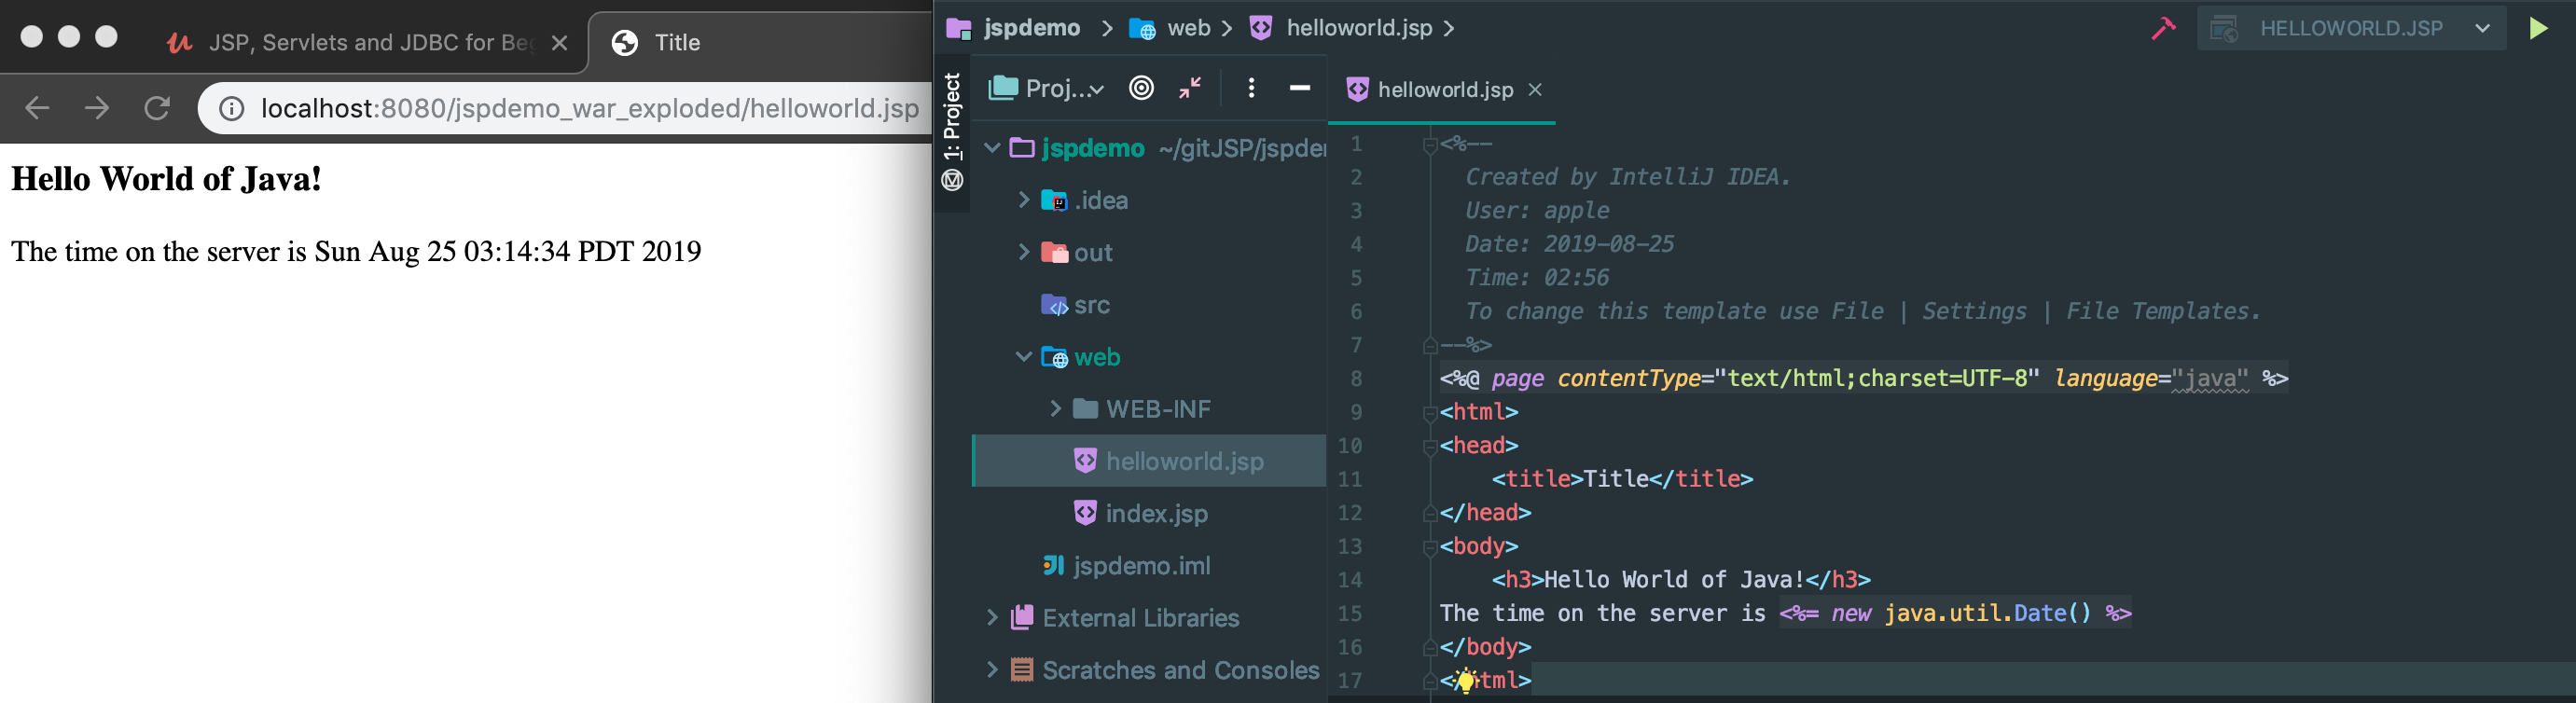 JSP, Servlets and JDBC for Beg
Title
localhost:8080/jspdemo_war_exploded/helloworld.jsp
Hello World of Java!
The time on the server is Sun Aug 25 03:14:34 PDT 2019
jspdemo > web > helloworld.jsp >
HELLOWORLD.JSP
1: Project
Proj...
jspdemo ~/gitJSP/jspde
.idea
out
src
web
WEB-INF
helloworld.jsp
index.jsp
jspdemo.iml
External Libraries
Scratches and Consoles
helloworld.jsp
1 <%--
2 Created by IntelliJ IDEA.
3 User: apple
4 Date: 2019-08-25
5 Time: 02:56
6 To change this template use File | Settings | File Templates.
7 --%>
8 <%@ page contentType="text/html;charset=UTF-8" language="java" %>
9 <html>
10 <head>
11 <title>Title</title>
12 </head>
13 <body>
14 <h3>Hello World of Java!</h3>
15 The time on the server is <%= new java.util.Date() %>
16 </body>
17 </html>